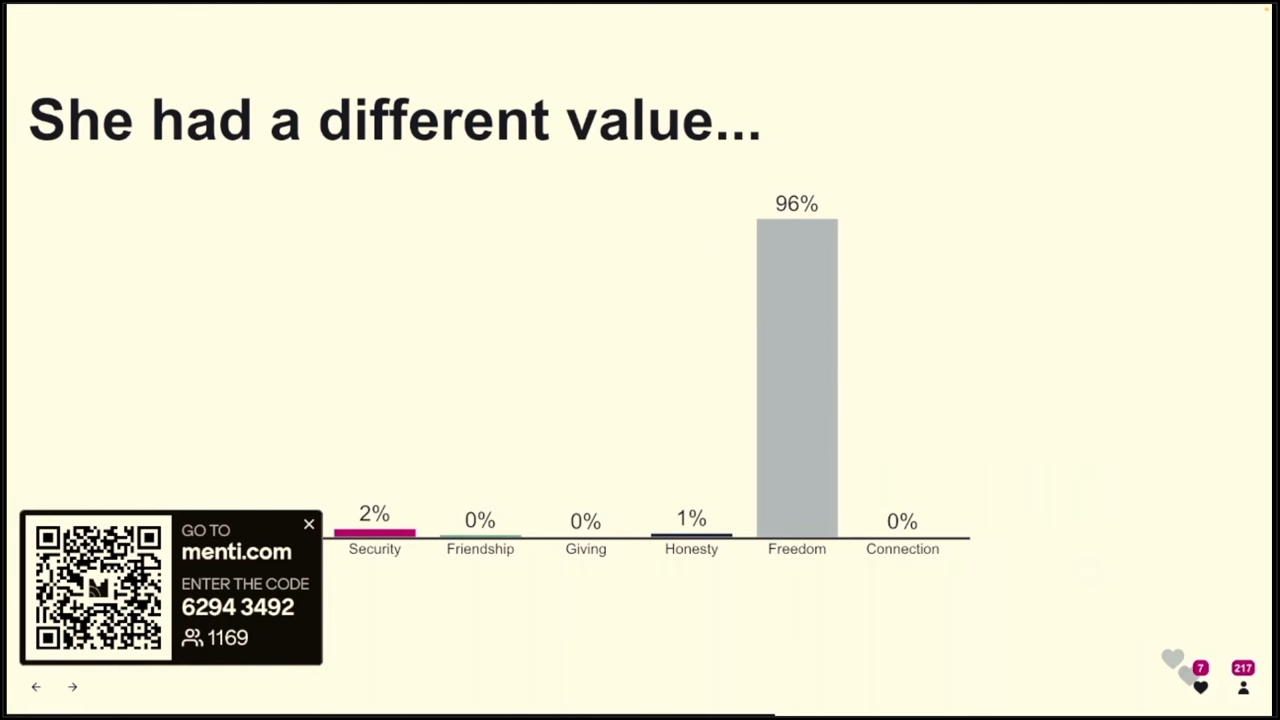 She had a different value...
96%
2%
0%
0%
1%
0%
Security
Friendship
Giving
Honesty
Freedom
Connection
GO TO
menti.com
ENTER THE CODE
6294 3492
1169
7
217